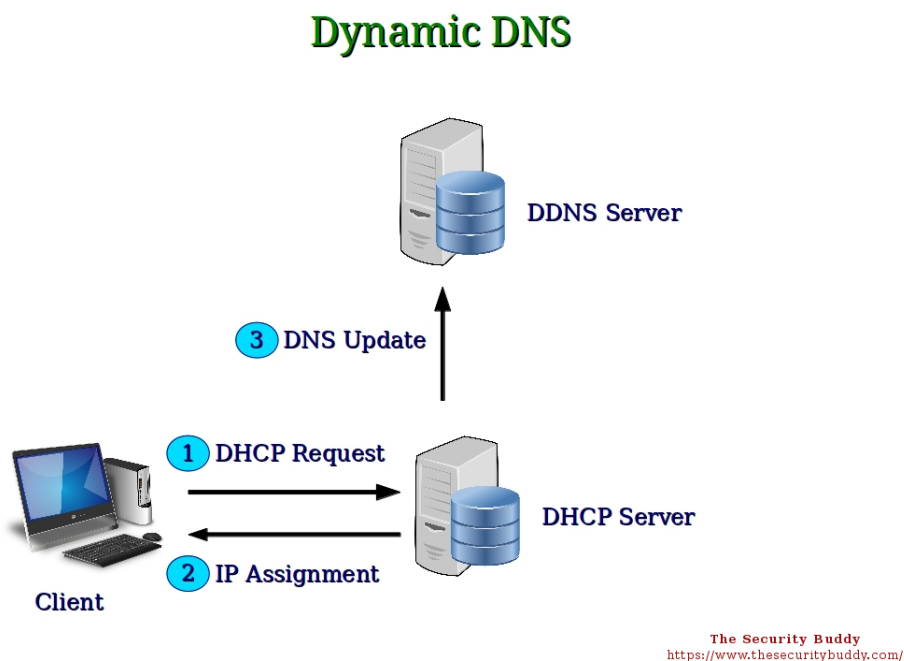 Dynamic DNS
DDNS Server
3 DNS Update
1 DHCP Request
DHCP Server
2 IP Assignment
Client
The Security Buddy
https://www.thesecuritybuddy.com/